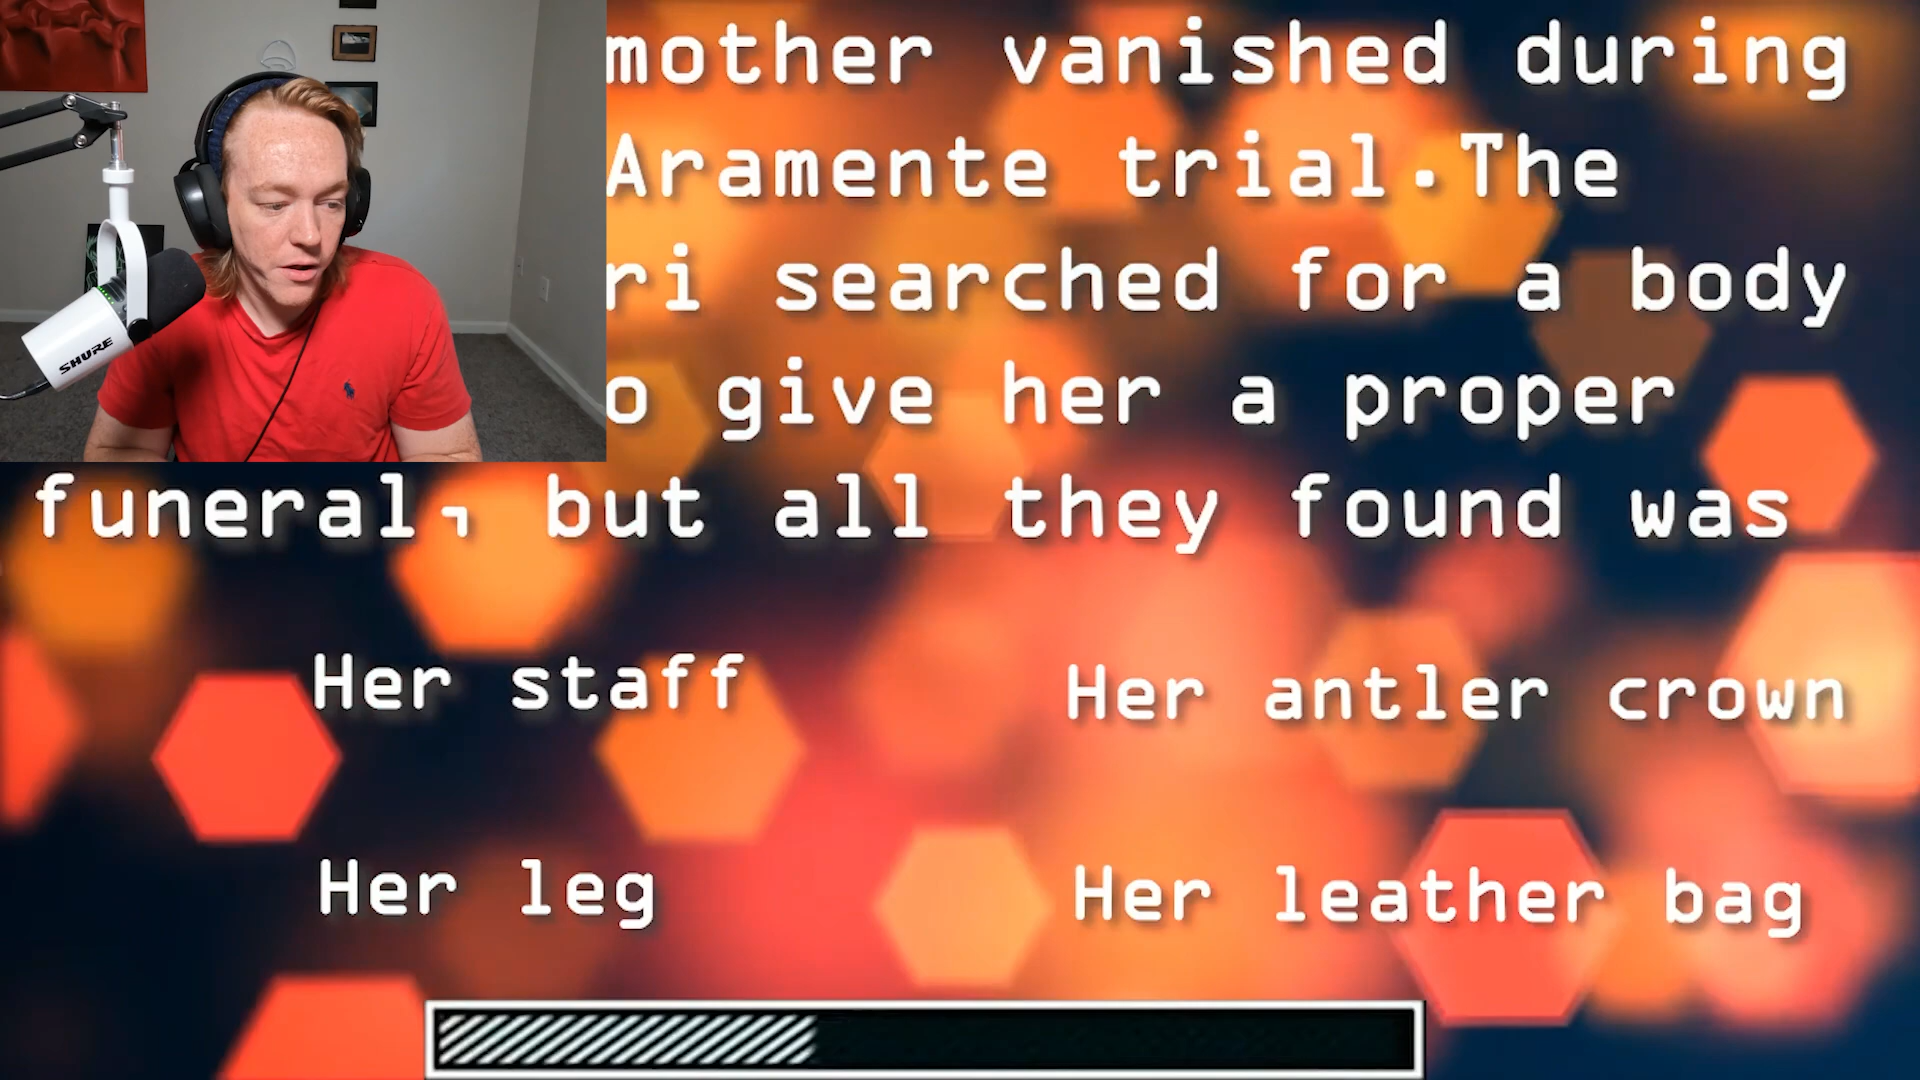 mother vanished during
Aramente trial.The
ri searched for a body
o give her a proper
funeral, but all they found was
Her staff
Her antler crown
Her leg
Her leather bag
SHURE